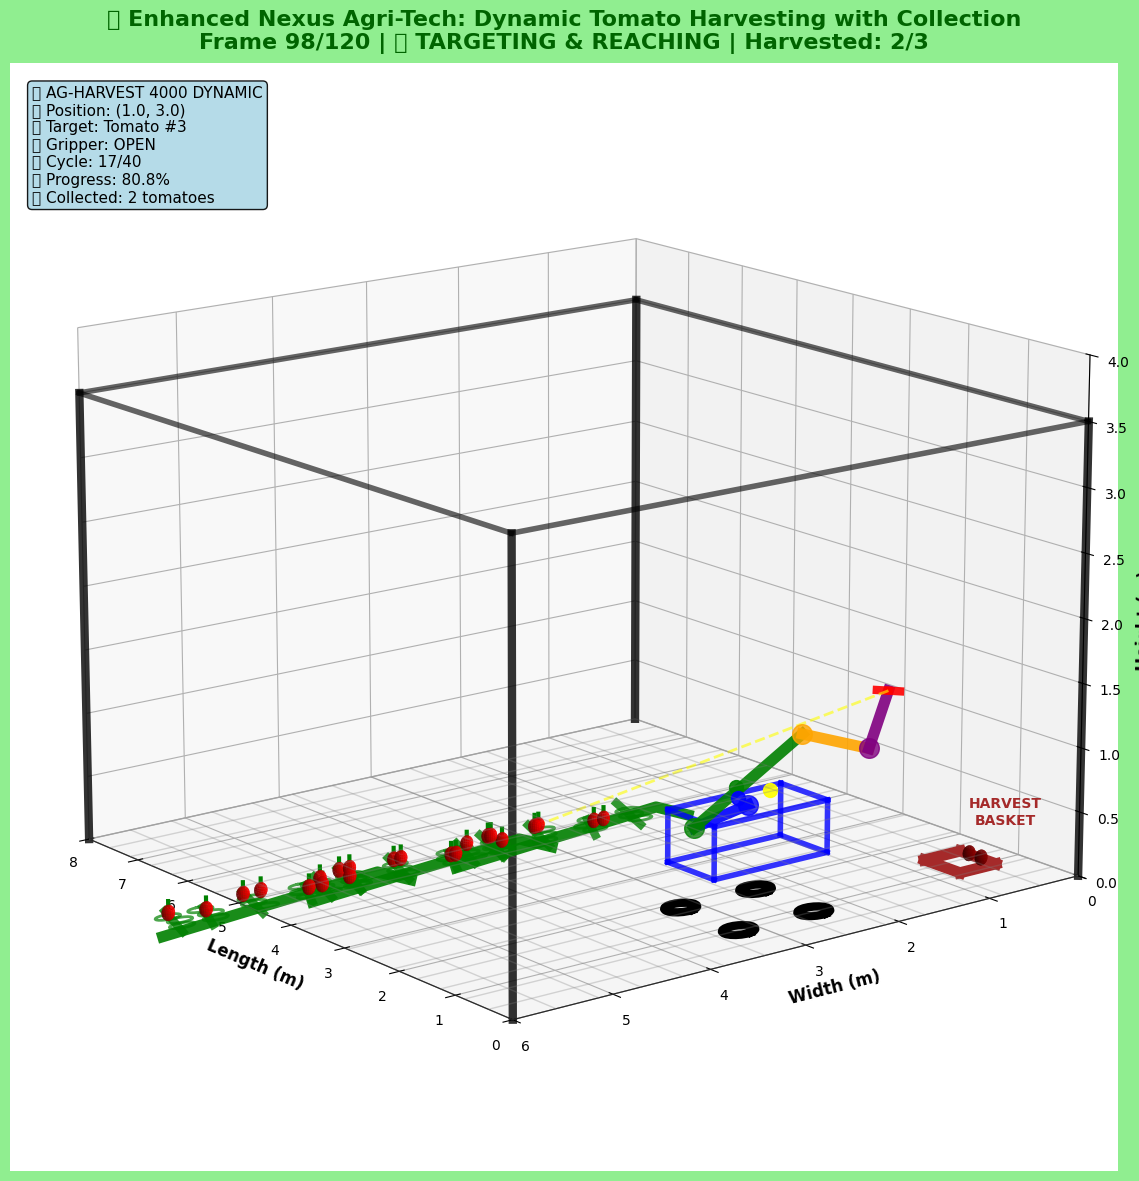 Enhanced Nexus Agri-Tech: Dynamic Tomato Harvesting with Collection
Frame 98/120 | TARGETING & REACHING | Harvested: 2/3
AG-HARVEST 4000 DYNAMIC
Position: (1.0, 3.0)
Target: Tomato #3
Gripper: OPEN
Cycle: 17/40
Progress: 80.8%
Collected: 2 tomatoes
4.0
3.5
3.0
2.5
2.0
1.5
1.0
0.5
0.0
HARVEST
BASKET
8
7
6
5
4
3
2
1
0
Length (m)
6
5
4
3
2
1
0
Width (m)